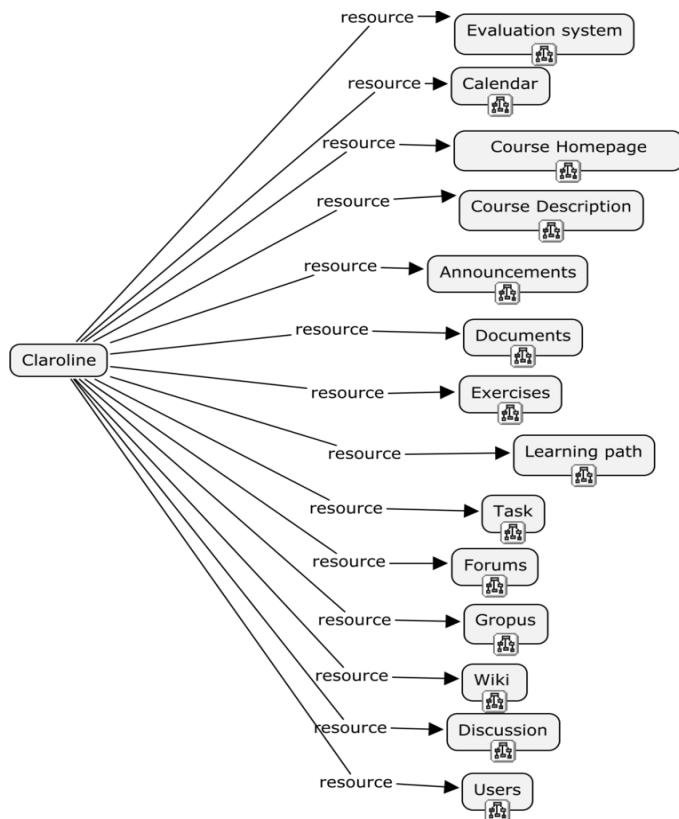 resource
Evaluation system
resource
Calendar
resource
Course Homepage
resource
Course Description
resource
Announcements
resource
Documents
Claroline
resource
Exercises
resource
Learning path
resource
Task
resource
Forums
resource
Gropus
resource
Wiki
resource
Discussion
resource
Users